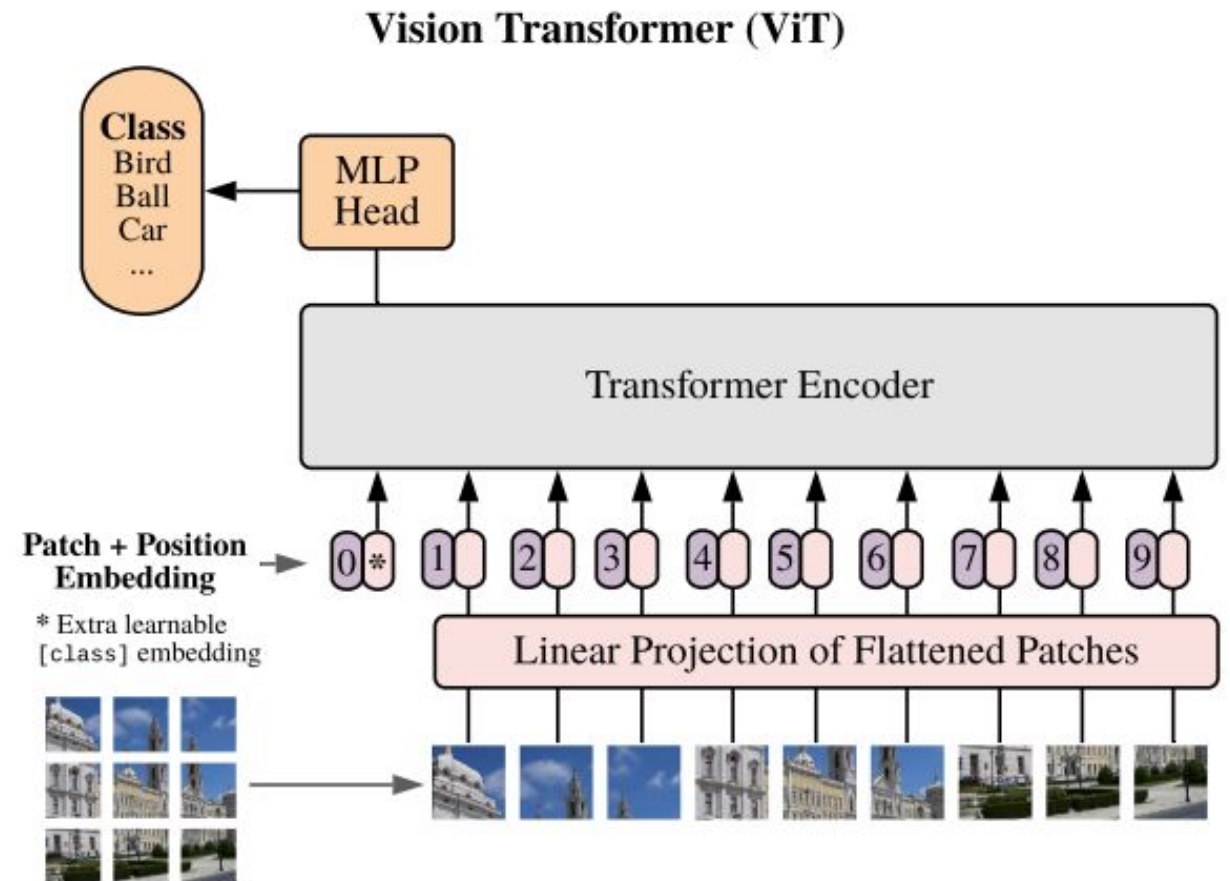 Vision Transformer (ViT)
Class
Bird
Ball
Car
...
MLP
Head
Transformer Encoder
Patch + Position
Embedding
0 * 1 2 3 4 5 6 7 8 9
* Extra learnable
[class] embedding
Linear Projection of Flattened Patches